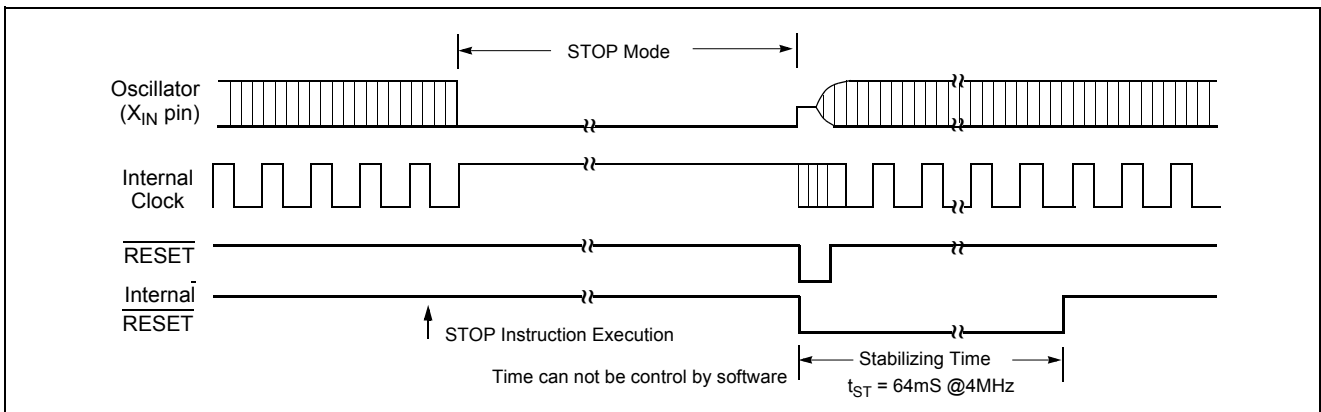 STOP Mode
Oscillator
(XIN pin)
Internal
Clock
RESET
Internal
RESET
STOP Instruction Execution
Time can not be control by software
Stabilizing Time
tST = 64mS @4MHz